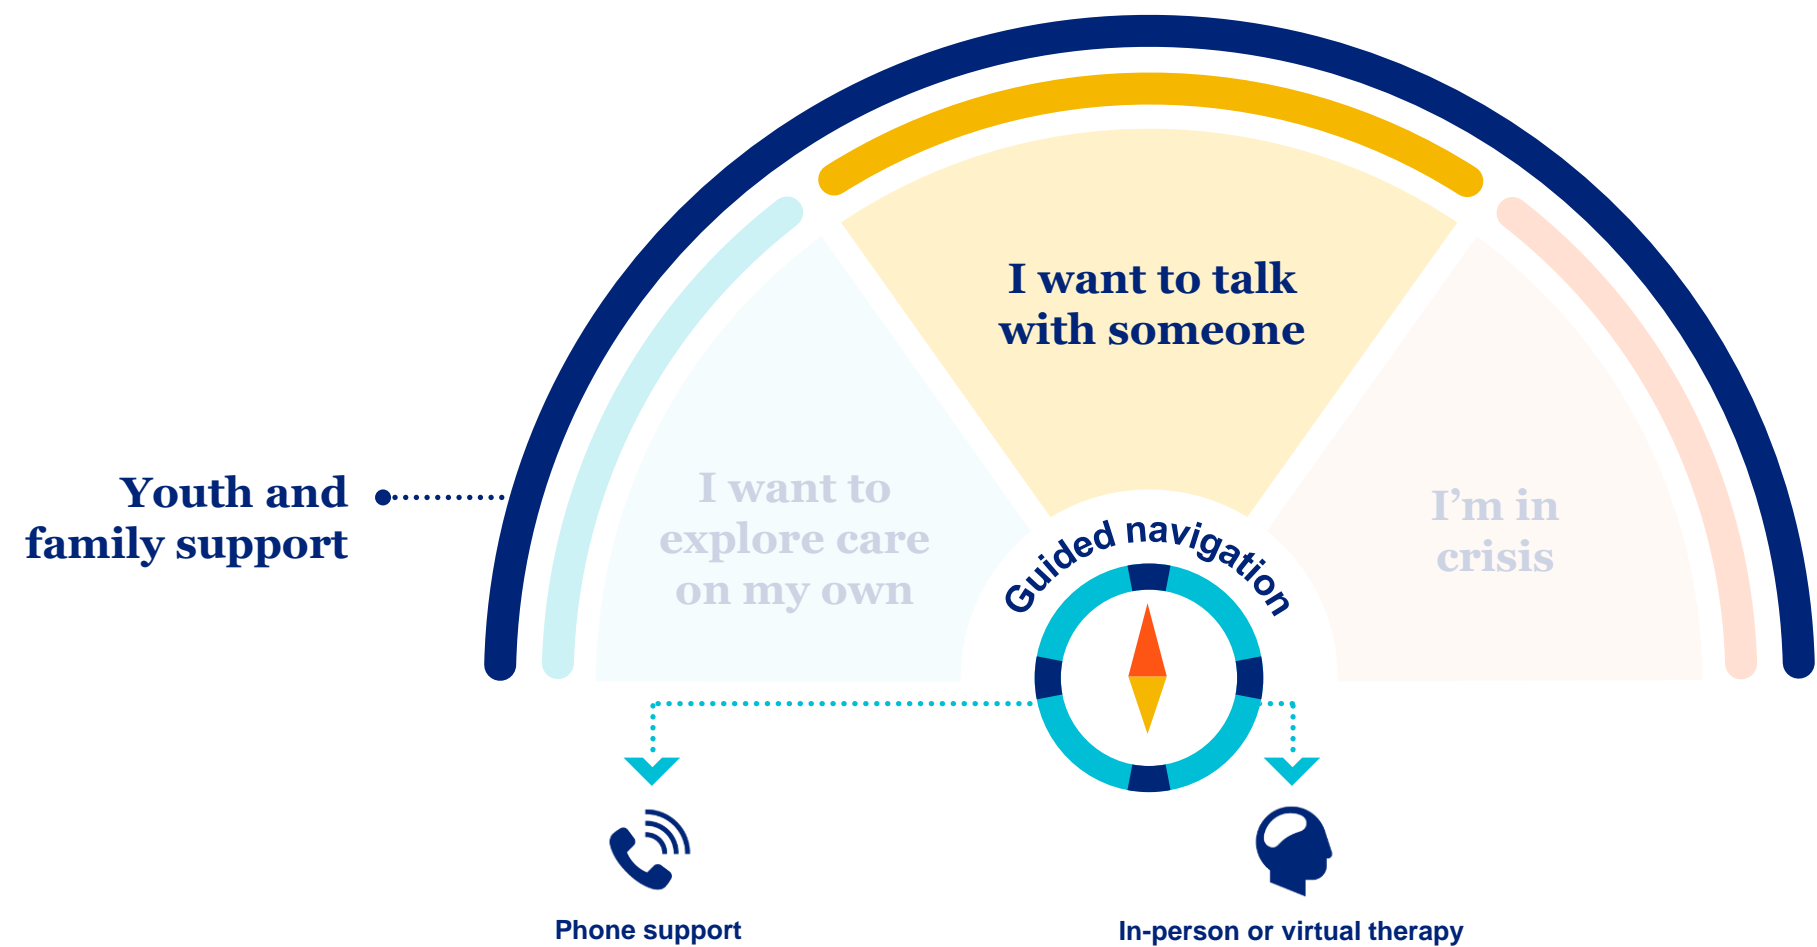 I want to talk
with someone
Youth and
family support
I want to
explore care
on my own
I’m in
crisis
Guided navigation
Phone support
In-person or virtual therapy